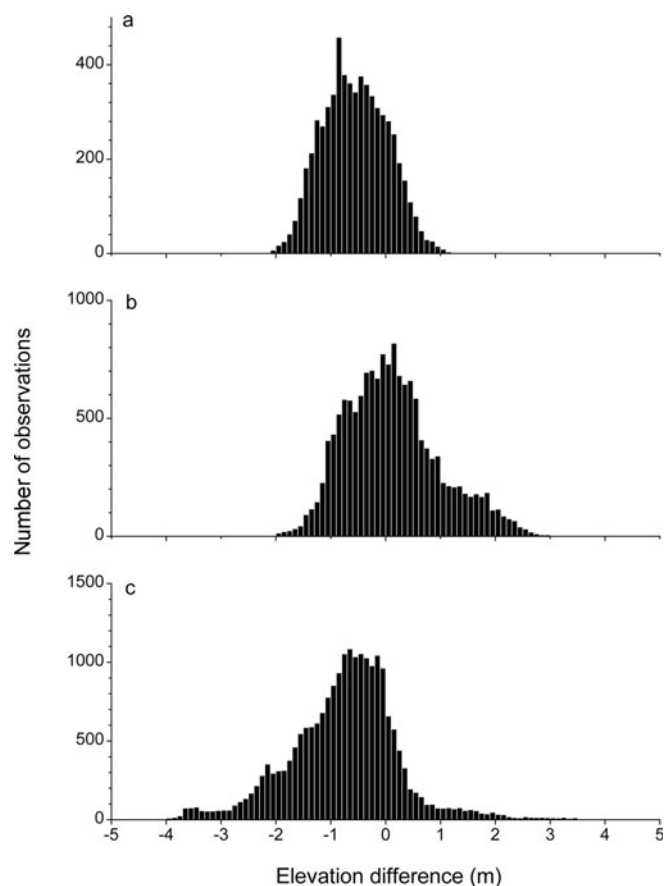 a
400
200
0
b
1000
500
0
c
1500
1000
500
0
-5 -4 -3 -2 -1 0 1 2 3 4 5
Number of observations
Elevation difference (m)